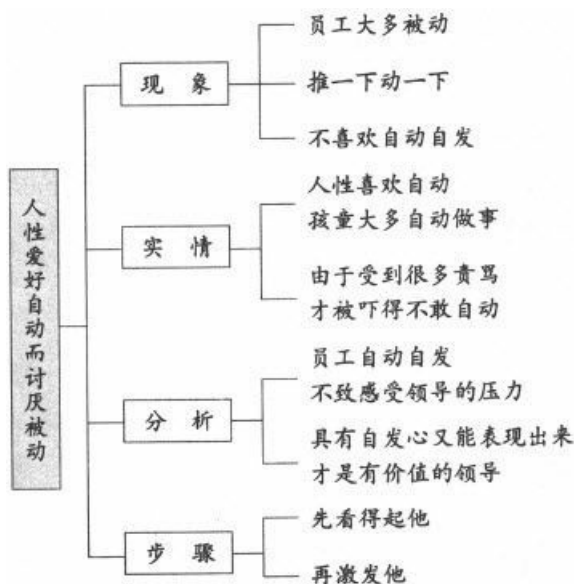 人性爱好自动而讨厌被动
现象
员工大多被动
推一下动一下
不喜欢自动自发
实情
人性喜欢自动
孩童大多自动做事
由于受到很多责骂
才被吓得不敢自动
分析
员工自动自发
不致感受领导的压力
具有自发心又能表现出来
才是有价值的领导
步骤
先看得起他
再激发他